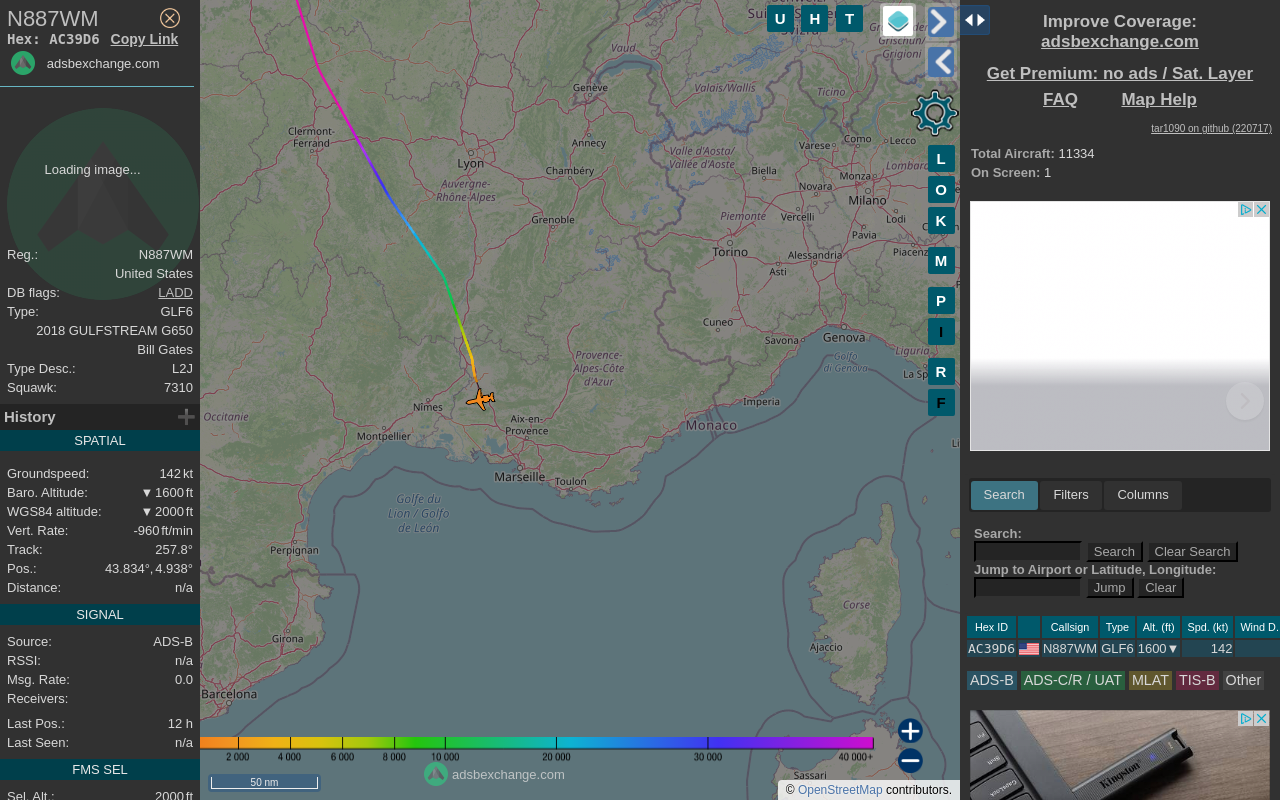 N887WM
Hex: AC39D6 Copy Link
adsbexchange.com
Loading image...
Reg.: N887WM
United States
DB flags: LADD
Type: GLF6
2018 GULFSTREAM G650
Bill Gates
Type Desc.: L2J
Squawk: 7310
History
SPATIAL
Groundspeed: 142 kt
Baro. Altitude: ▼ 1600 ft
WGS84 altitude: ▼ 2000 ft
Vert. Rate: -960 ft/min
Track: 257.8°
Pos.: 43.834°, 4.938°
Distance: n/a
SIGNAL
Source: ADS-B
RSSI: n/a
Msg. Rate: 0.0
Receivers:
Last Pos.: 12 h
Last Seen: n/a
FMS SEL
Sel. Alt.: 2000 ft
U H T
L
O
K
M
P
I
R
F
Vaud
Genève
Valais/Wallis
Ticino
Grischun/
Grigioni
Clermont-
Ferrand
Lyon
Annecy
Chambéry
Auvergne-
Rhône-Alpes
Grenoble
Valle d'Aosta/
Vallée d'Aoste
Varese
Como
Lecco
Biella
Monza
Novara
Milano
Piemonte
Vercelli
Lodi
Pavia
Torino
Alessandria
Asti
Cuneo
Savona
Genova
Golfo
di Genova
Liguria
Imperia
Monaco
Provence-
Alpes-Côte
d'Azur
Occitanie
Nîmes
Montpellier
Aix-en-
Provence
Marseille
Toulon
Golfe du
Lion / Golfo
de León
Perpignan
Girona
Barcelona
Corse
Ajaccio
Sassari
2 000 4 000 6 000 8 000 10 000 20 000 30 000 40 000+
50 nm
adsbexchange.com
© OpenStreetMap contributors.
Improve Coverage:
adsbexchange.com
Get Premium: no ads / Sat. Layer
FAQ Map Help
tar1090 on github (220717)
Total Aircraft: 11334
On Screen: 1
Search Filters Columns
Search:
Search Clear Search
Jump to Airport or Latitude, Longitude:
Jump Clear
Hex ID Callsign Type Alt. (ft) Spd. (kt) Wind D.
AC39D6 N887WM GLF6 1600▼ 142
ADS-B ADS-C/R / UAT MLAT TIS-B Other
Kingston